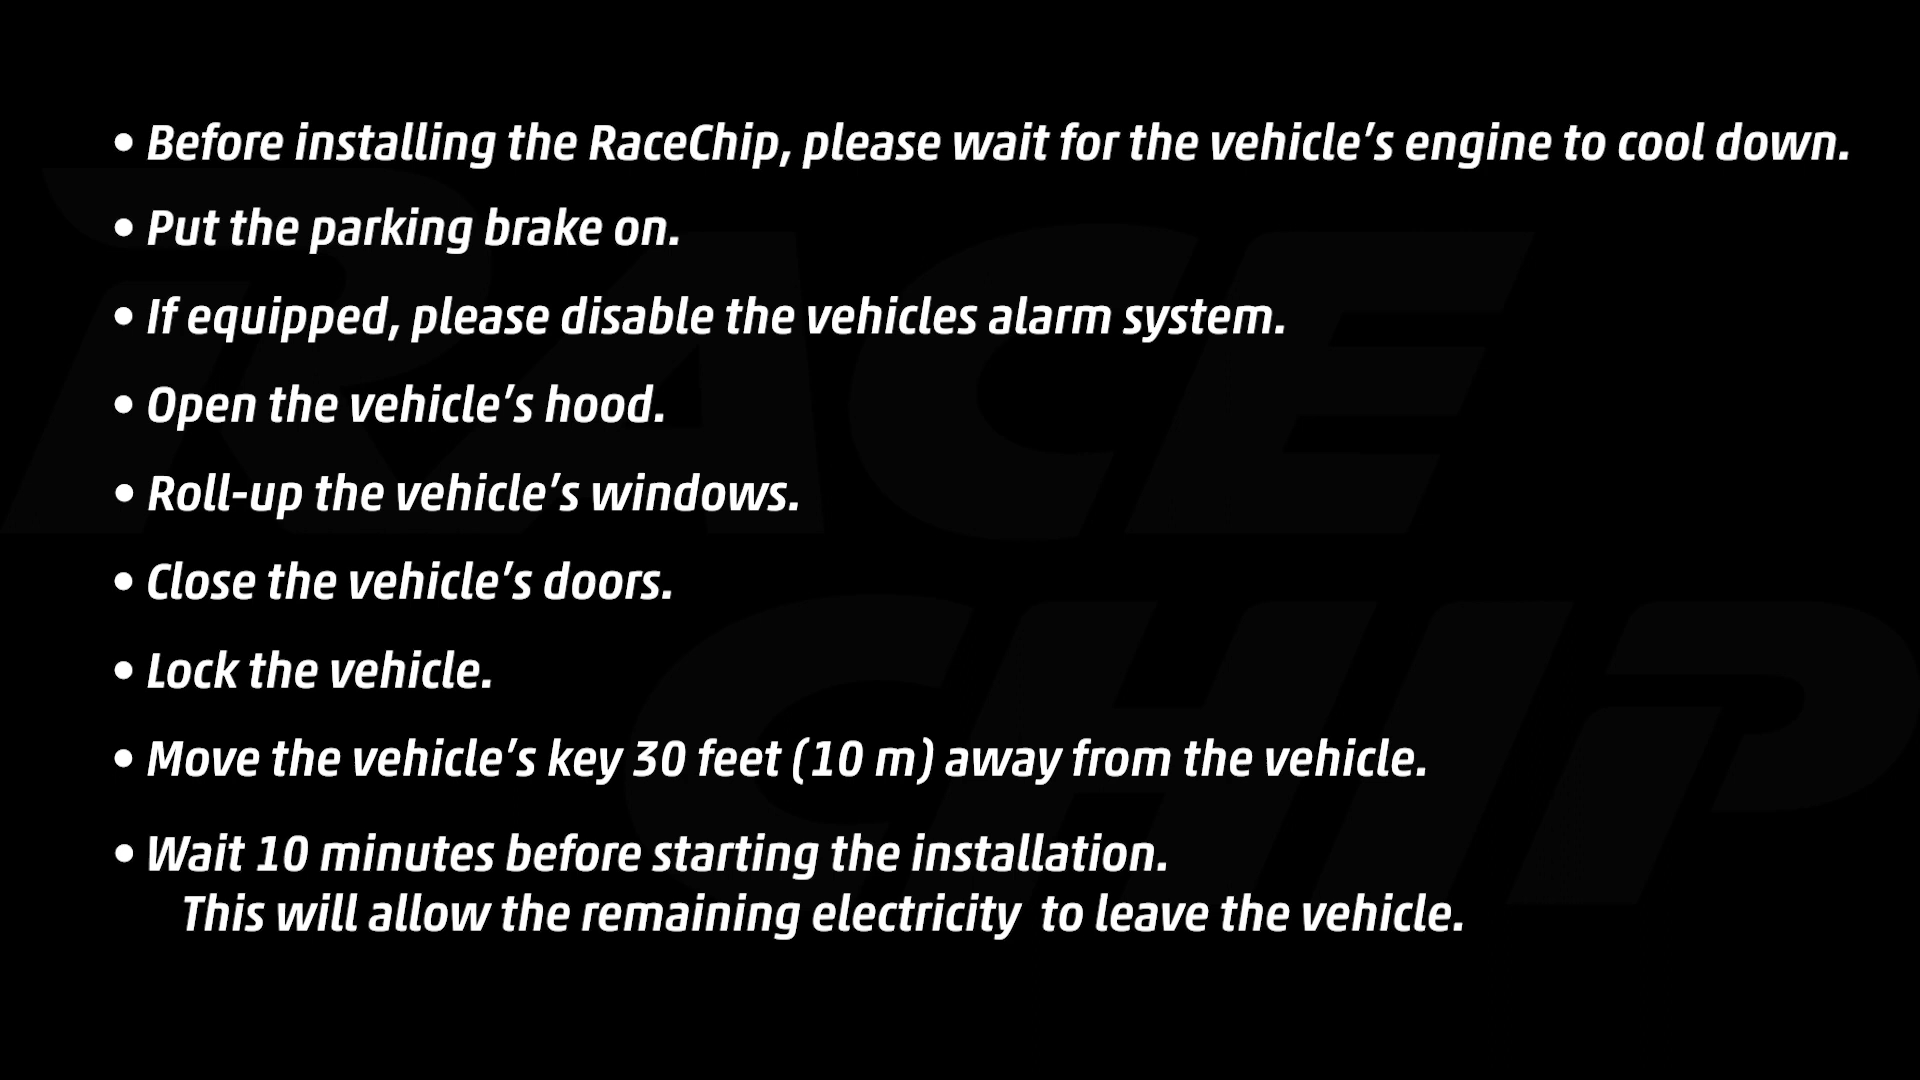 • Before installing the RaceChip, please wait for the vehicle’s engine to cool down.
• Put the parking brake on.
• If equipped, please disable the vehicles alarm system.
• Open the vehicle’s hood.
• Roll-up the vehicle’s windows.
• Close the vehicle’s doors.
• Lock the vehicle.
• Move the vehicle’s key 30 feet (10 m) away from the vehicle.
• Wait 10 minutes before starting the installation.
This will allow the remaining electricity  to leave the vehicle.
RACE
CHIP